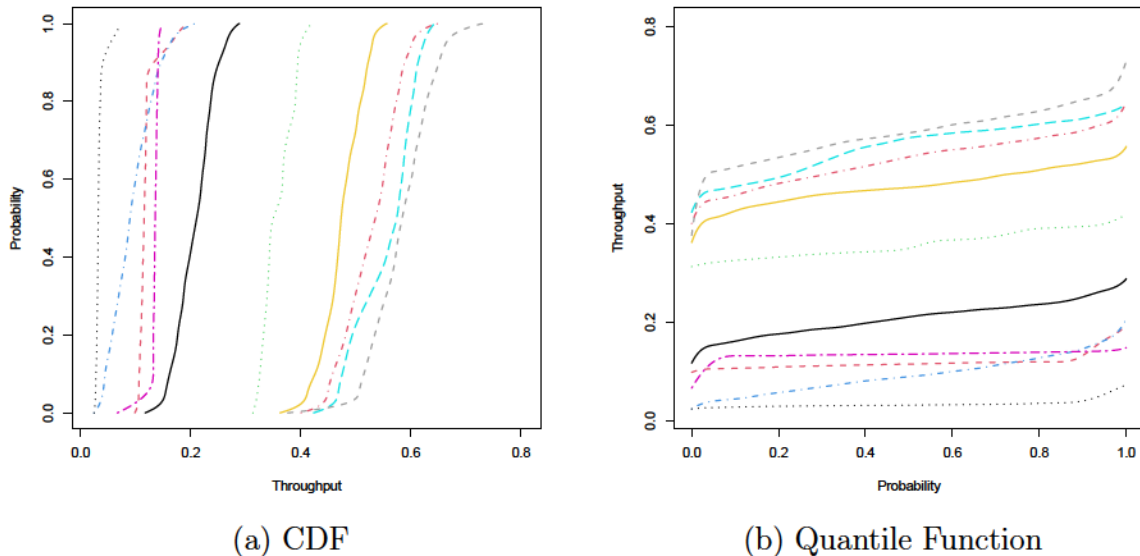 1.0
0.8
0.6
0.4
0.2
0.0
Probability
0.0 0.2 0.4 0.6 0.8
Throughput
(a) CDF
0.8
0.6
0.4
0.2
0.0
Throughput
0.0 0.2 0.4 0.6 0.8 1.0
Probability
(b) Quantile Function